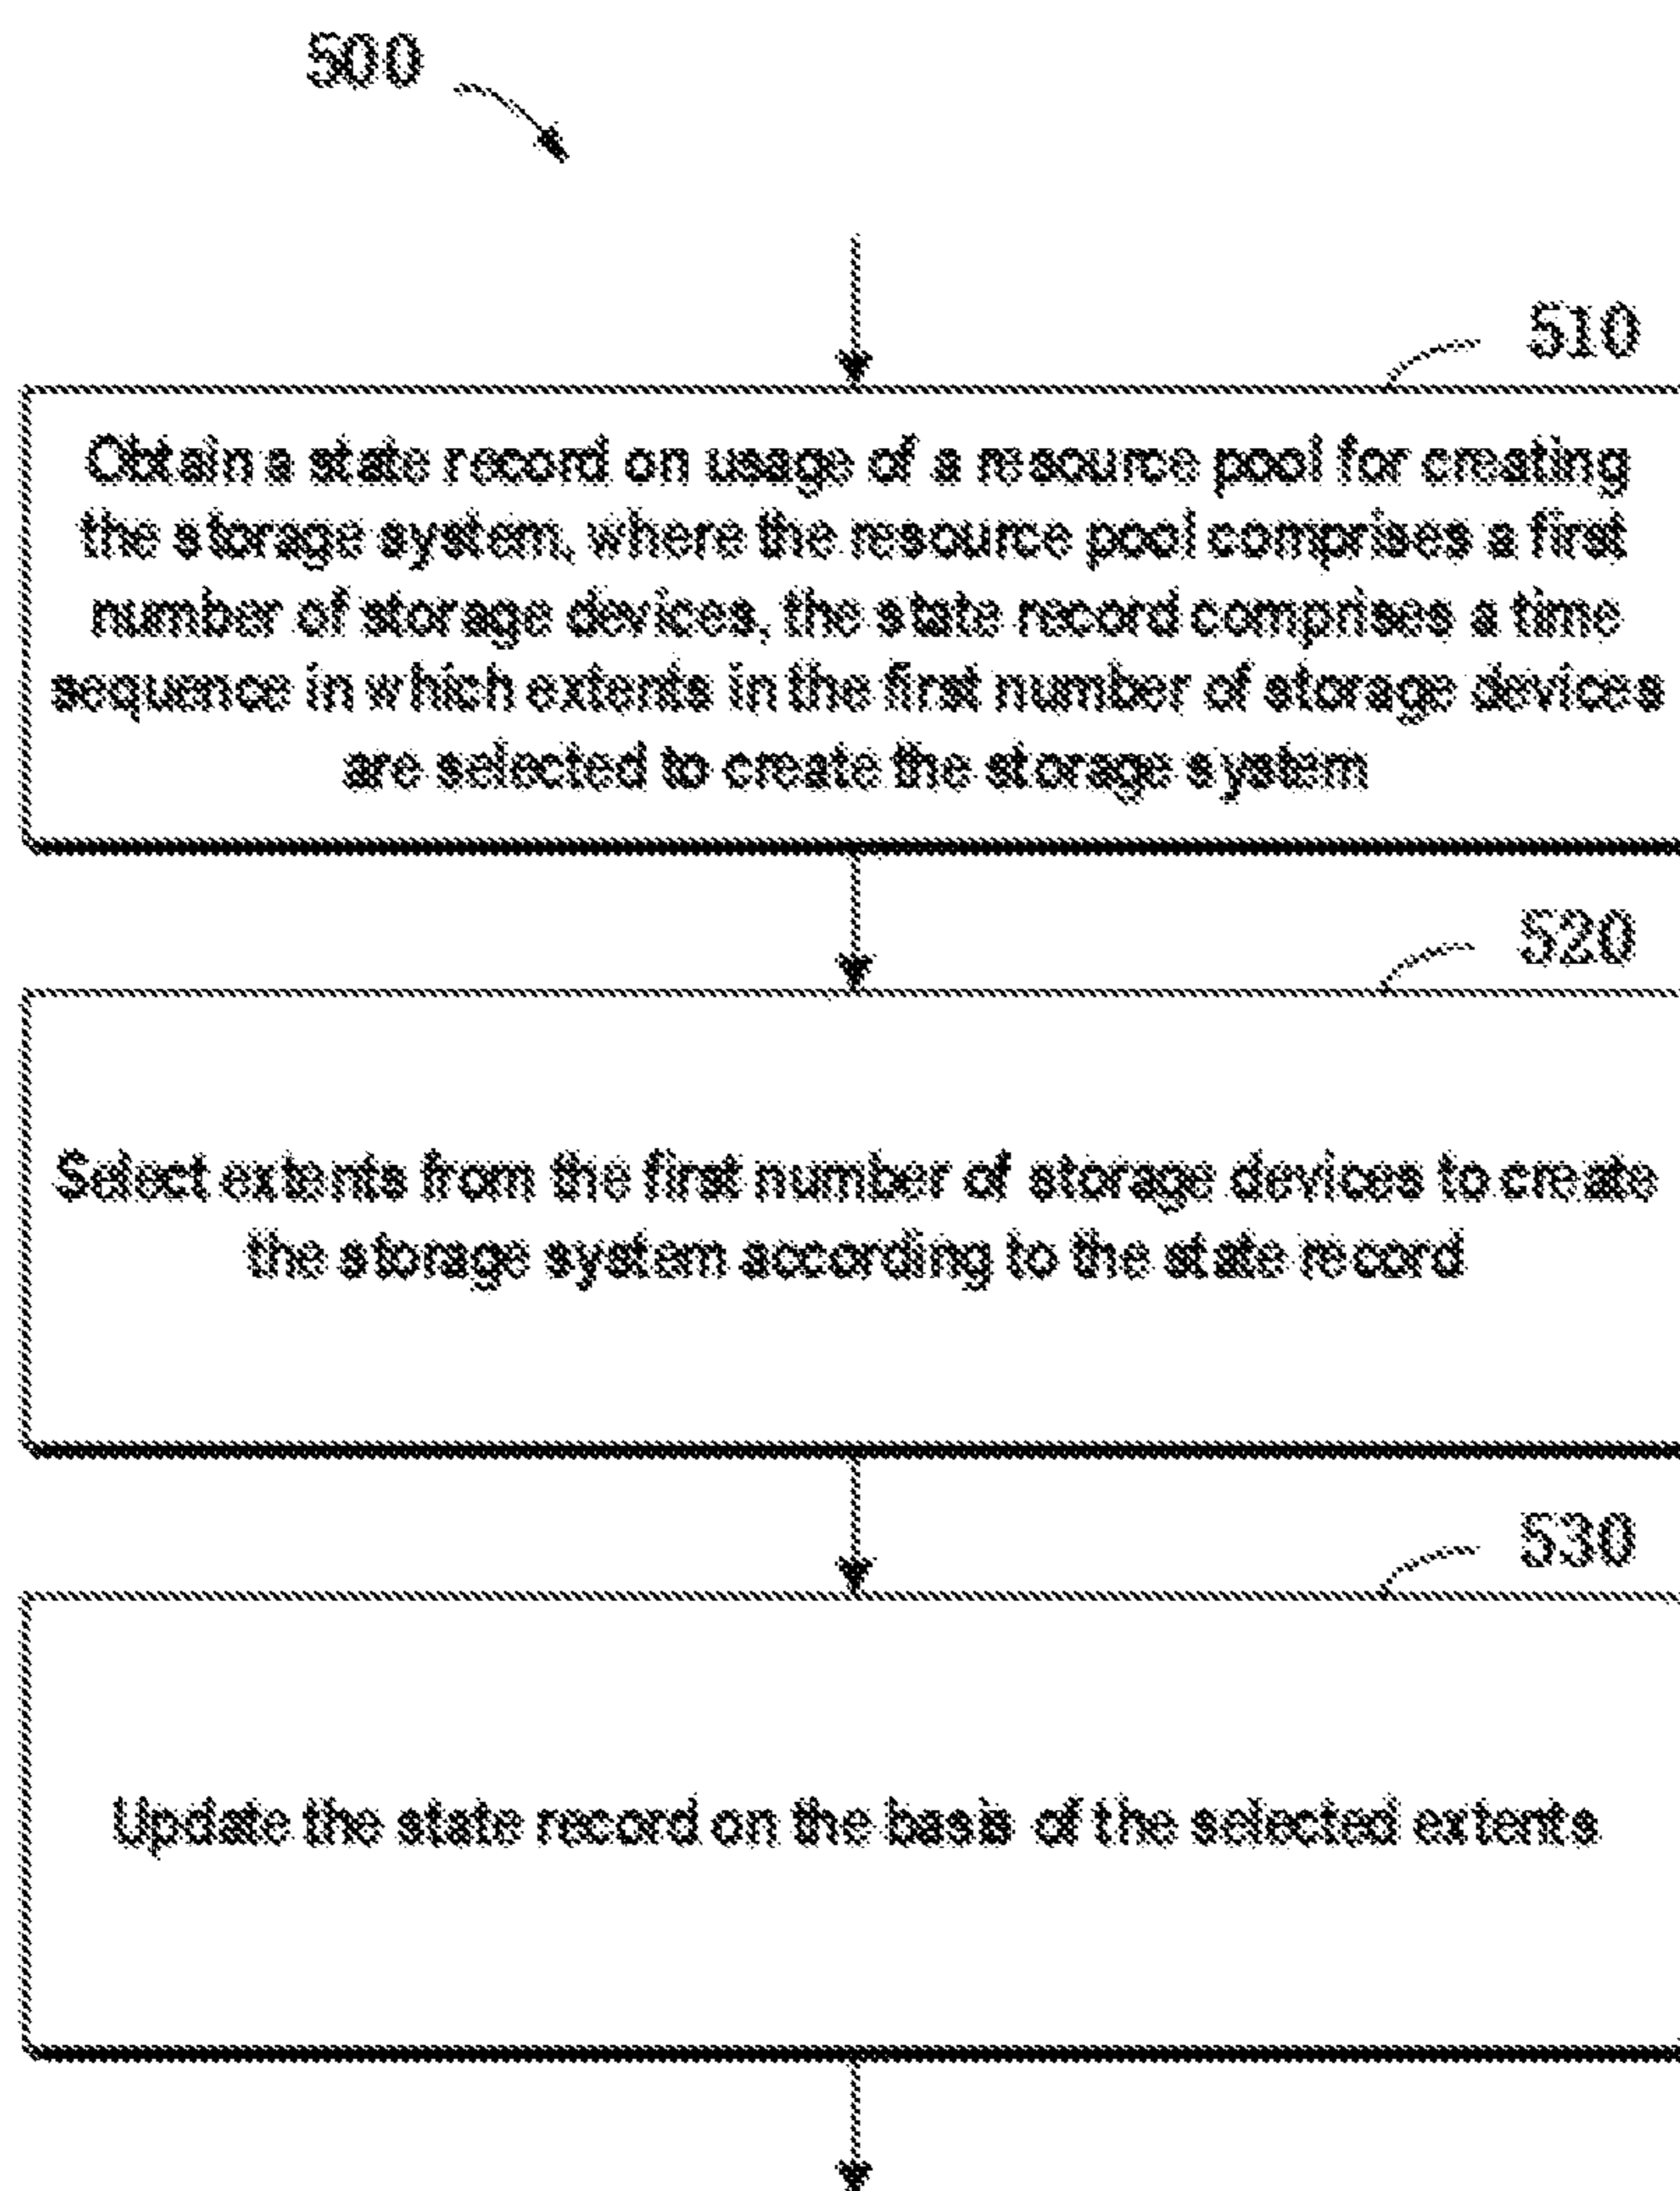 500
510
Obtain a state record on usage of a resource pool for creating
the storage system, where the resource pool comprises a first
number of storage devices, the state record comprises a time
sequence in which extents in the first number of storage devices
are selected to create the storage system
520
Select extents from the first number of storage devices to create
the storage system according to the state record
530
Update the state record on the basis of the selected extents